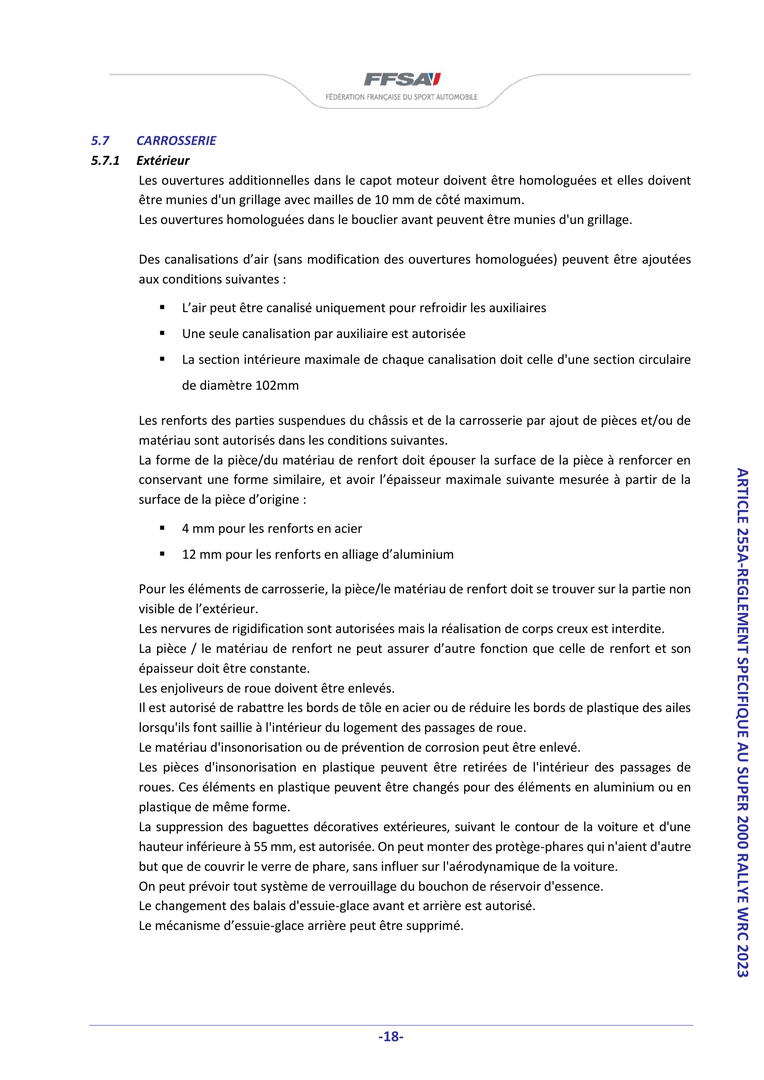 FFSA
FÉDÉRATION FRANÇAISE DU SPORT AUTOMOBILE
5.7 CARROSSERIE
5.7.1 Extérieur
Les ouvertures additionnelles dans le capot moteur doivent être homologuées et elles doivent
être munies d'un grillage avec mailles de 10 mm de côté maximum.
Les ouvertures homologuées dans le bouclier avant peuvent être munies d'un grillage.
Des canalisations d’air (sans modification des ouvertures homologuées) peuvent être ajoutées
aux conditions suivantes :
▪ L’air peut être canalisé uniquement pour refroidir les auxiliaires
▪ Une seule canalisation par auxiliaire est autorisée
▪ La section intérieure maximale de chaque canalisation doit celle d'une section circulaire
de diamètre 102mm
Les renforts des parties suspendues du châssis et de la carrosserie par ajout de pièces et/ou de
matériau sont autorisés dans les conditions suivantes.
La forme de la pièce/du matériau de renfort doit épouser la surface de la pièce à renforcer en
conservant une forme similaire, et avoir l’épaisseur maximale suivante mesurée à partir de la
surface de la pièce d’origine :
▪ 4 mm pour les renforts en acier
▪ 12 mm pour les renforts en alliage d’aluminium
Pour les éléments de carrosserie, la pièce/le matériau de renfort doit se trouver sur la partie non
visible de l’extérieur.
Les nervures de rigidification sont autorisées mais la réalisation de corps creux est interdite.
La pièce / le matériau de renfort ne peut assurer d’autre fonction que celle de renfort et son
épaisseur doit être constante.
Les enjoliveurs de roue doivent être enlevés.
Il est autorisé de rabattre les bords de tôle en acier ou de réduire les bords de plastique des ailes
lorsqu'ils font saillie à l'intérieur du logement des passages de roue.
Le matériau d'insonorisation ou de prévention de corrosion peut être enlevé.
Les pièces d'insonorisation en plastique peuvent être retirées de l'intérieur des passages de
roues. Ces éléments en plastique peuvent être changés pour des éléments en aluminium ou en
plastique de même forme.
La suppression des baguettes décoratives extérieures, suivant le contour de la voiture et d'une
hauteur inférieure à 55 mm, est autorisée. On peut monter des protège-phares qui n'aient d'autre
but que de couvrir le verre de phare, sans influer sur l'aérodynamique de la voiture.
On peut prévoir tout système de verrouillage du bouchon de réservoir d'essence.
Le changement des balais d'essuie-glace avant et arrière est autorisé.
Le mécanisme d’essuie-glace arrière peut être supprimé.
ARTICLE 255A-REGLEMENT SPECIFIQUE AU SUPER 2000 RALLYE WRC 2023
-18-